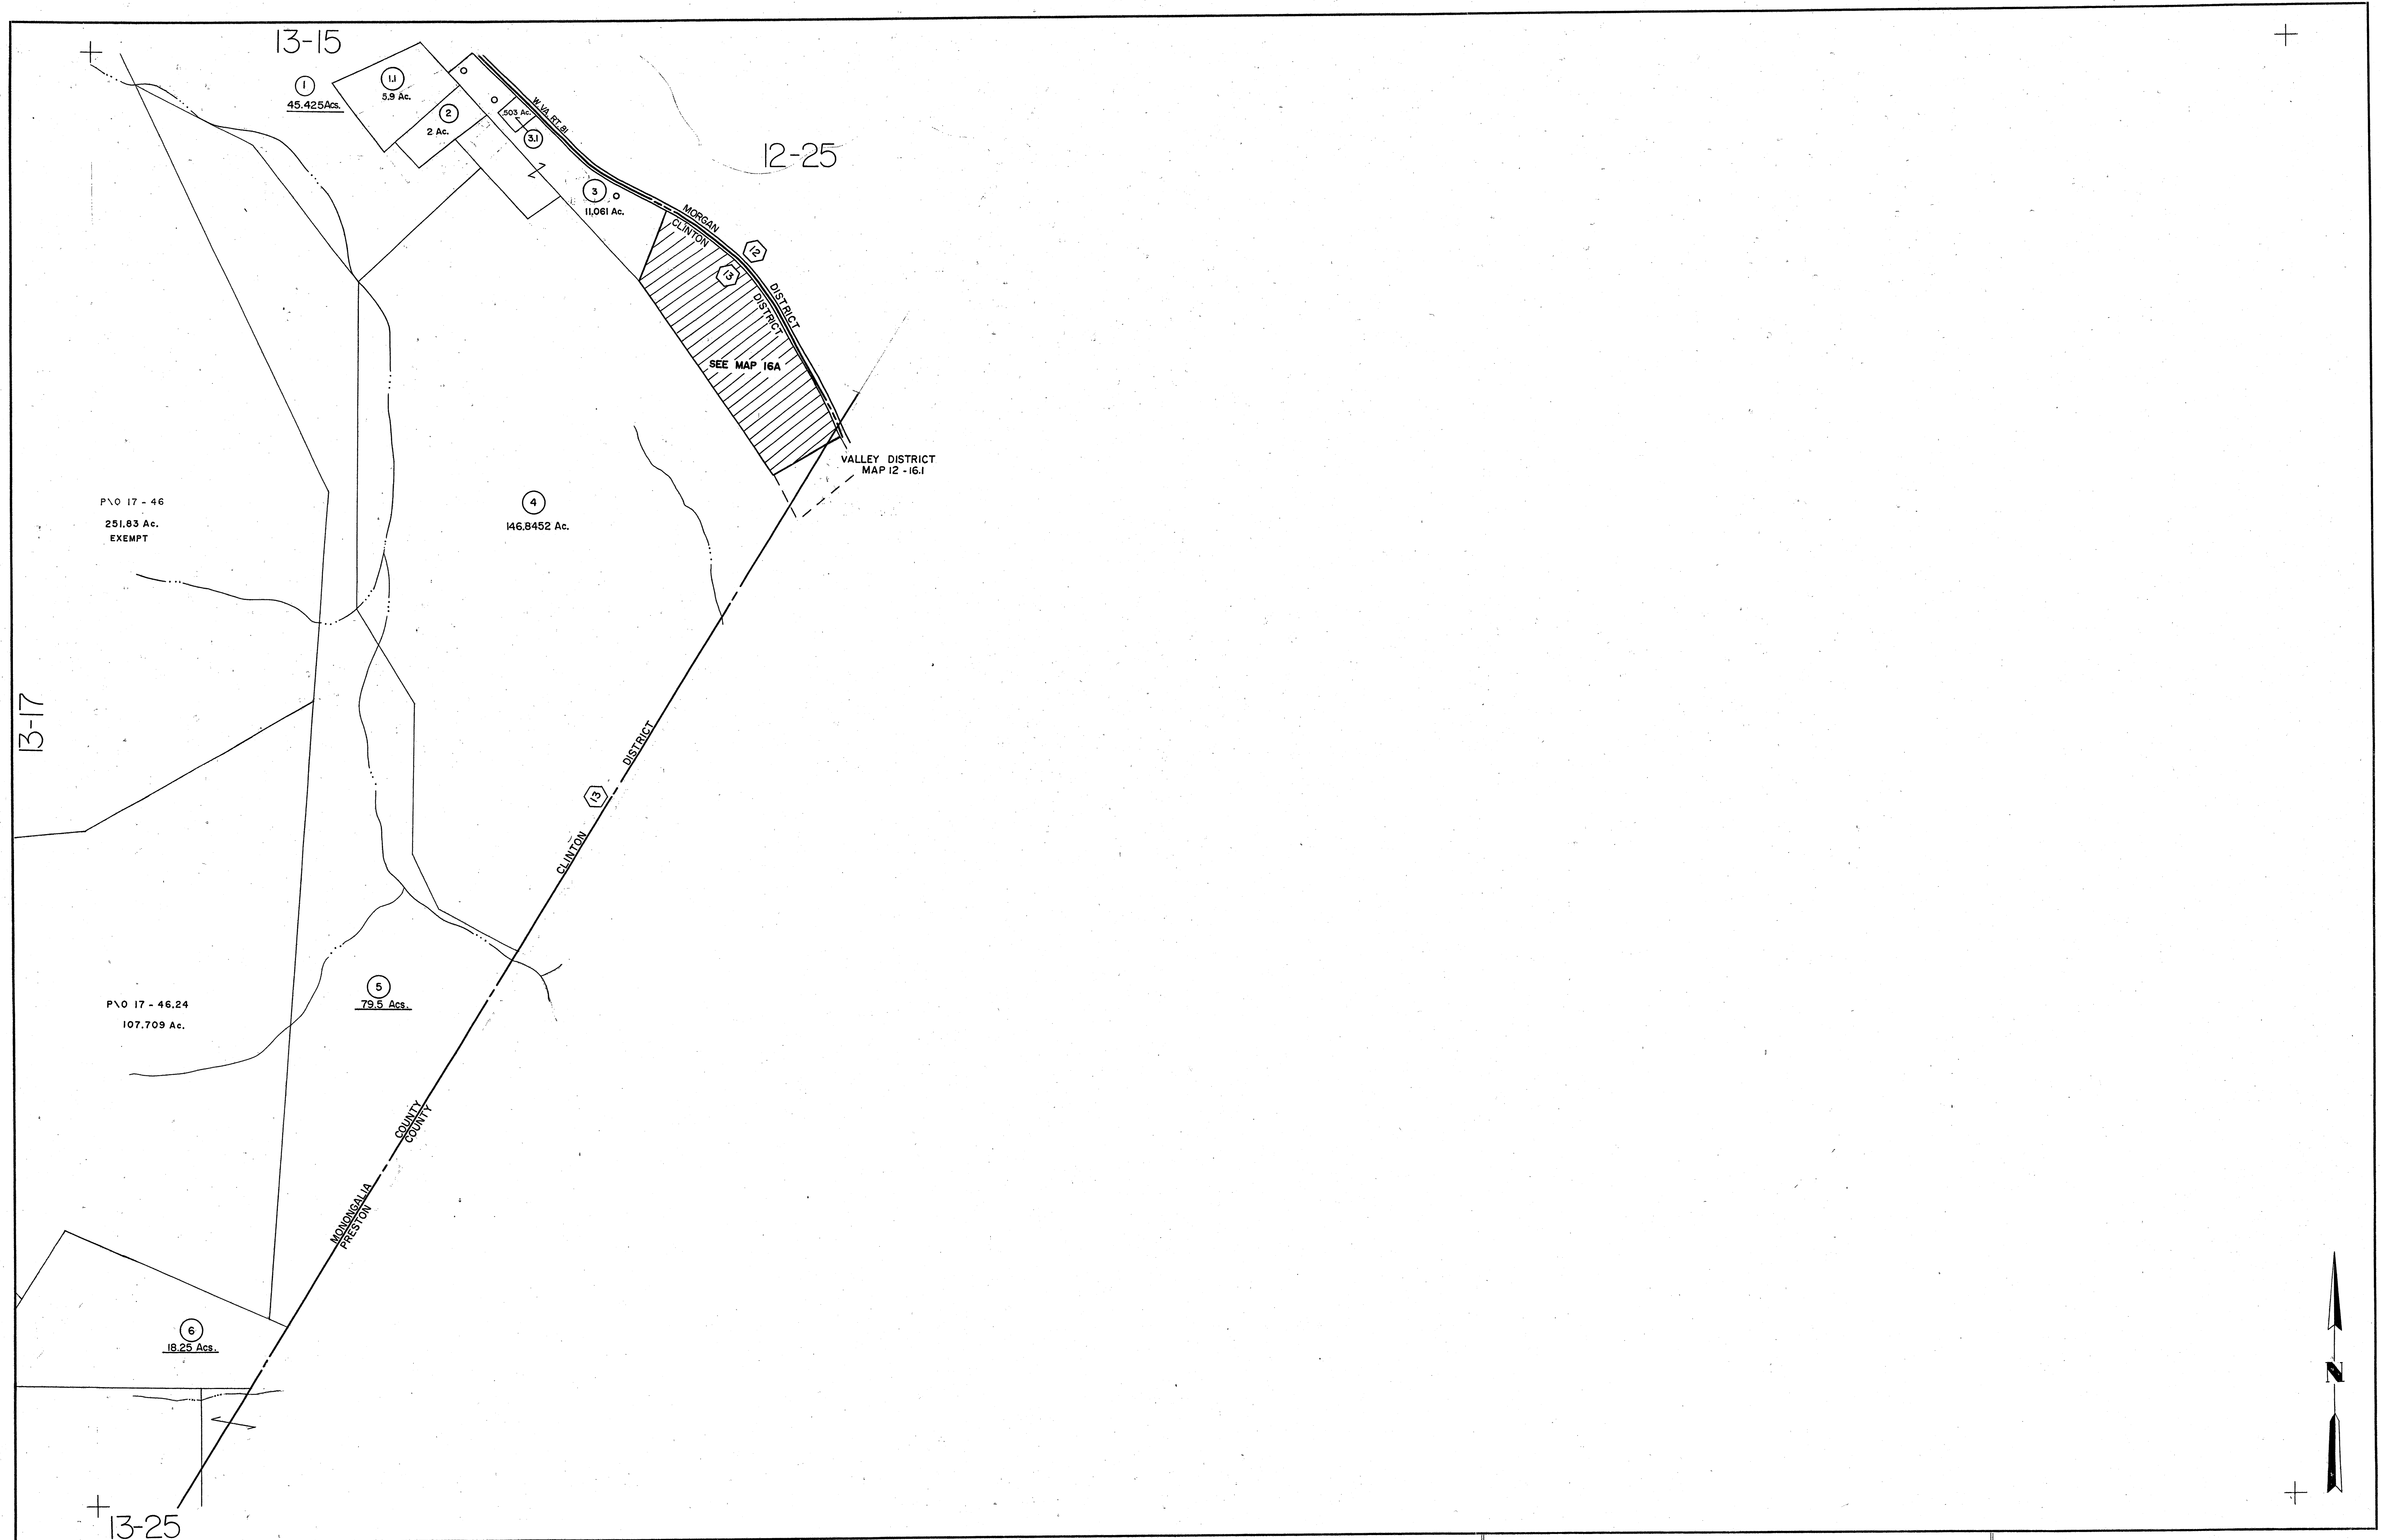 13-15
1
45.425 Acs.
1.1
5.9 Ac.
2
2 Ac.
.503 Ac.
3.1
W. VA. RT. 81
12-25
3
11.061 Ac.
MORGAN DISTRICT
CLINTON DISTRICT
12
13
SEE MAP 16A
VALLEY DISTRICT
MAP 12 - 16.1
P\O 17 - 46
251.83 Ac.
EXEMPT
4
146.8452 Ac.
13-17
CLINTON DISTRICT
13
5
79.5 Acs.
P\O 17 - 46.24
107.709 Ac.
MONONGALIA COUNTY
PRESTON COUNTY
6
18.25 Acs.
N
13-25